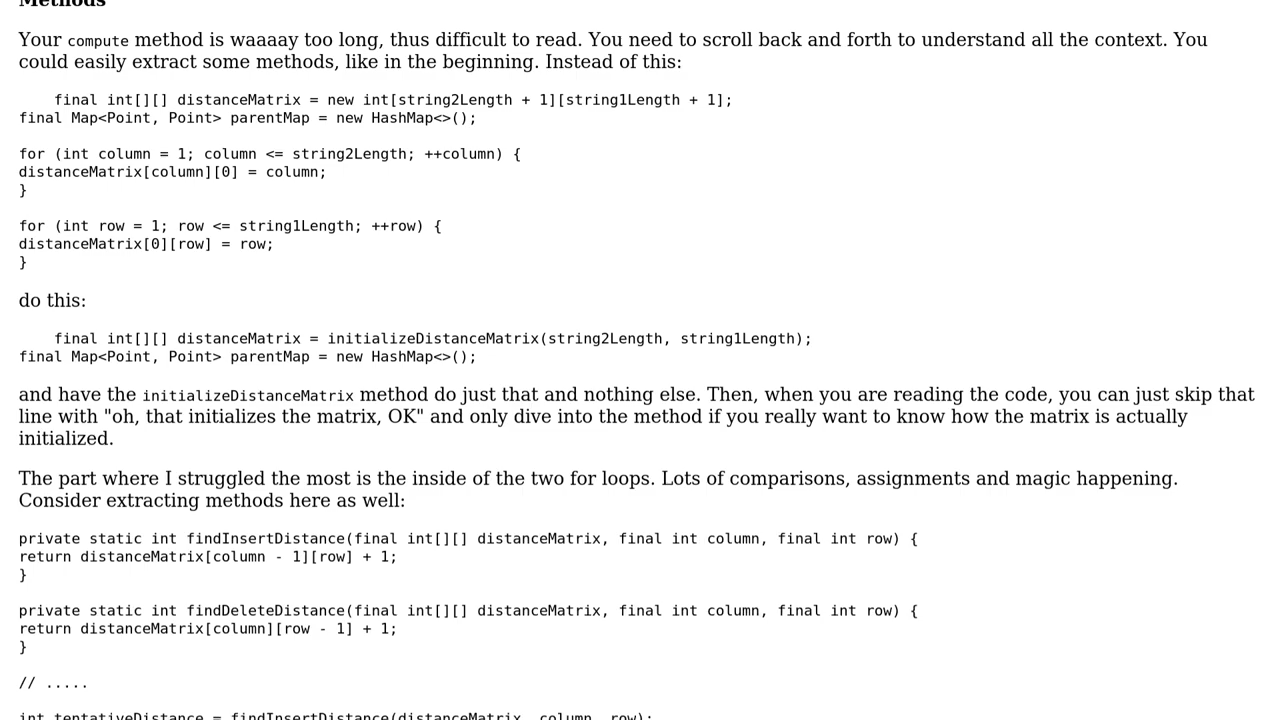 Methods
Your compute method is waaaay too long, thus difficult to read. You need to scroll back and forth to understand all the context. You
could easily extract some methods, like in the beginning. Instead of this:
    final int[][] distanceMatrix = new int[string2Length + 1][string1Length + 1];
final Map<Point, Point> parentMap = new HashMap<>();
for (int column = 1; column <= string2Length; ++column) {
distanceMatrix[column][0] = column;
}
for (int row = 1; row <= string1Length; ++row) {
distanceMatrix[0][row] = row;
}
do this:
    final int[][] distanceMatrix = initializeDistanceMatrix(string2Length, string1Length);
final Map<Point, Point> parentMap = new HashMap<>();
and have the initializeDistanceMatrix method do just that and nothing else. Then, when you are reading the code, you can just skip that
line with "oh, that initializes the matrix, OK" and only dive into the method if you really want to know how the matrix is actually
initialized.
The part where I struggled the most is the inside of the two for loops. Lots of comparisons, assignments and magic happening.
Consider extracting methods here as well:
private static int findInsertDistance(final int[][] distanceMatrix, final int column, final int row) {
return distanceMatrix[column - 1][row] + 1;
}
private static int findDeleteDistance(final int[][] distanceMatrix, final int column, final int row) {
return distanceMatrix[column][row - 1] + 1;
}
// .....
int tentativeDistance = findInsertDistance(distanceMatrix, column, row);